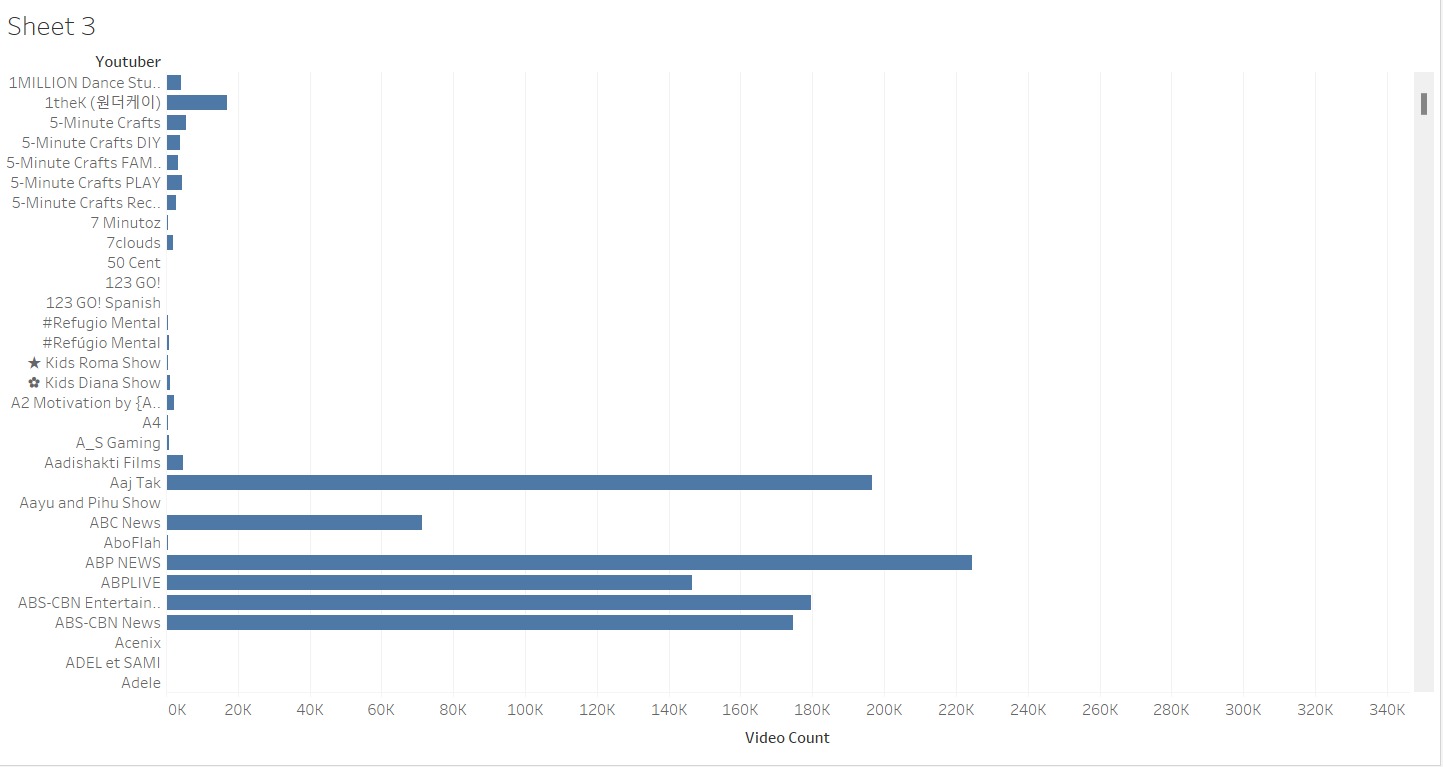 Sheet 3
Youtuber
1MILLION Dance Stu..
1theK (원더케이)
5-Minute Crafts
5-Minute Crafts DIY
5-Minute Crafts FAM..
5-Minute Crafts PLAY
5-Minute Crafts Rec..
7 Minutoz
7clouds
50 Cent
123 GO!
123 GO! Spanish
#Refugio Mental
#Refúgio Mental
★ Kids Roma Show
✿ Kids Diana Show
A2 Motivation by {A..
A4
A_S Gaming
Aadishakti Films
Aaj Tak
Aayu and Pihu Show
ABC News
AboFlah
ABP NEWS
ABPLIVE
ABS-CBN Entertain..
ABS-CBN News
Acenix
ADEL et SAMI
Adele
0K 20K 40K 60K 80K 100K 120K 140K 160K 180K 200K 220K 240K 260K 280K 300K 320K 340K
Video Count